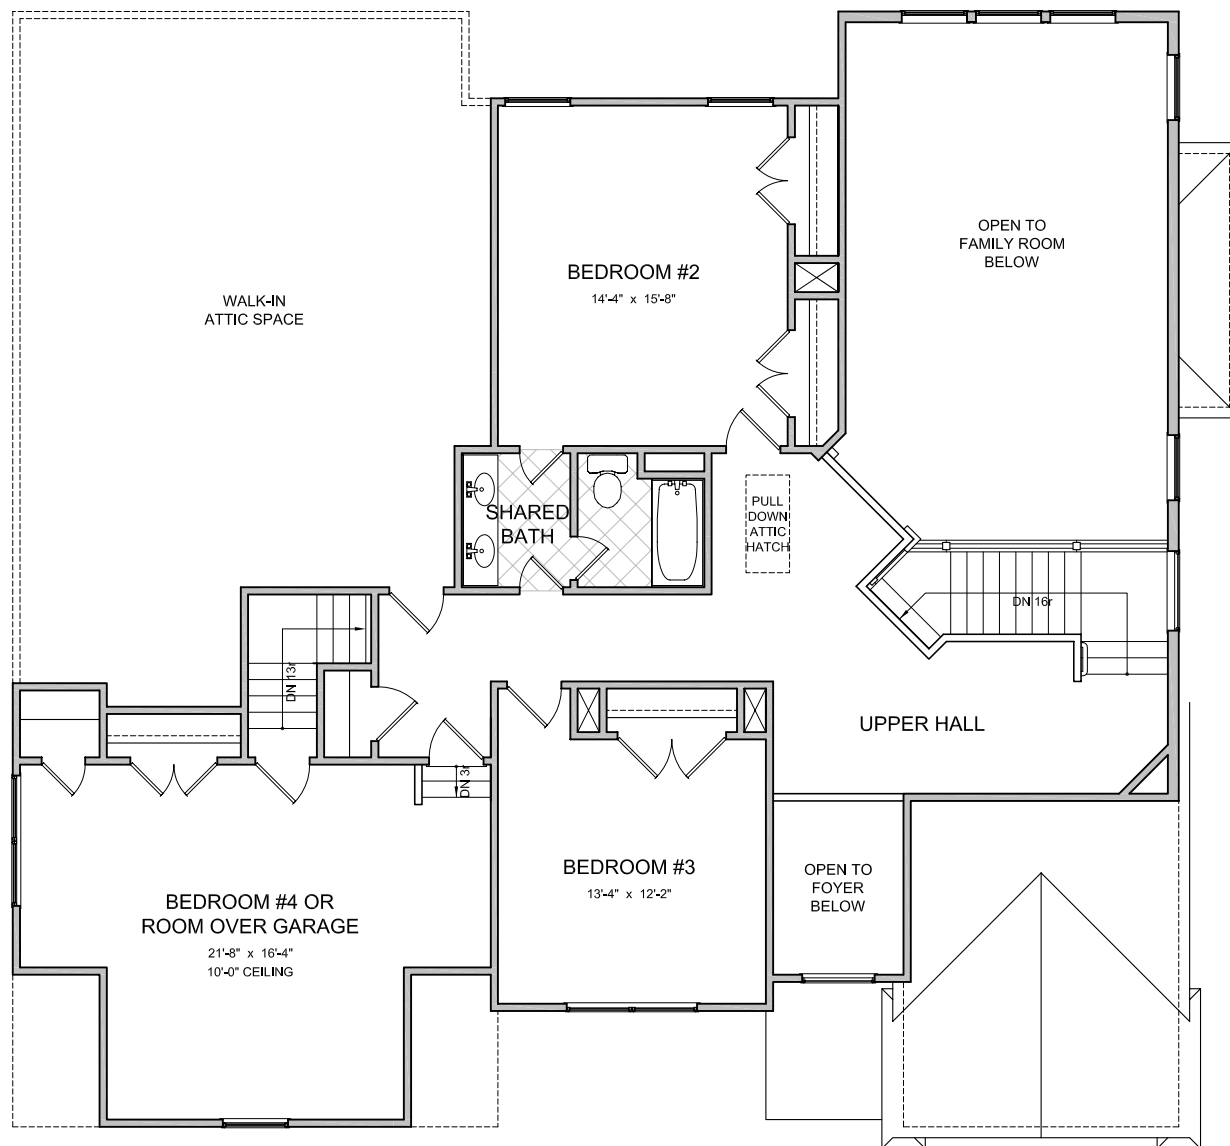 OPEN TO
FAMILY ROOM
BELOW
BEDROOM #2
14'-4" x 15'-8"
WALK-IN
ATTIC SPACE
SHARED
BATH
PULL
DOWN
ATTIC
HATCH
DN 16r
DN 13r
UPPER HALL
DN 3r
BEDROOM #3
13'-4" x 12'-2"
OPEN TO
FOYER
BELOW
BEDROOM #4 OR
ROOM OVER GARAGE
21'-8" x 16'-4"
10'-0" CEILING